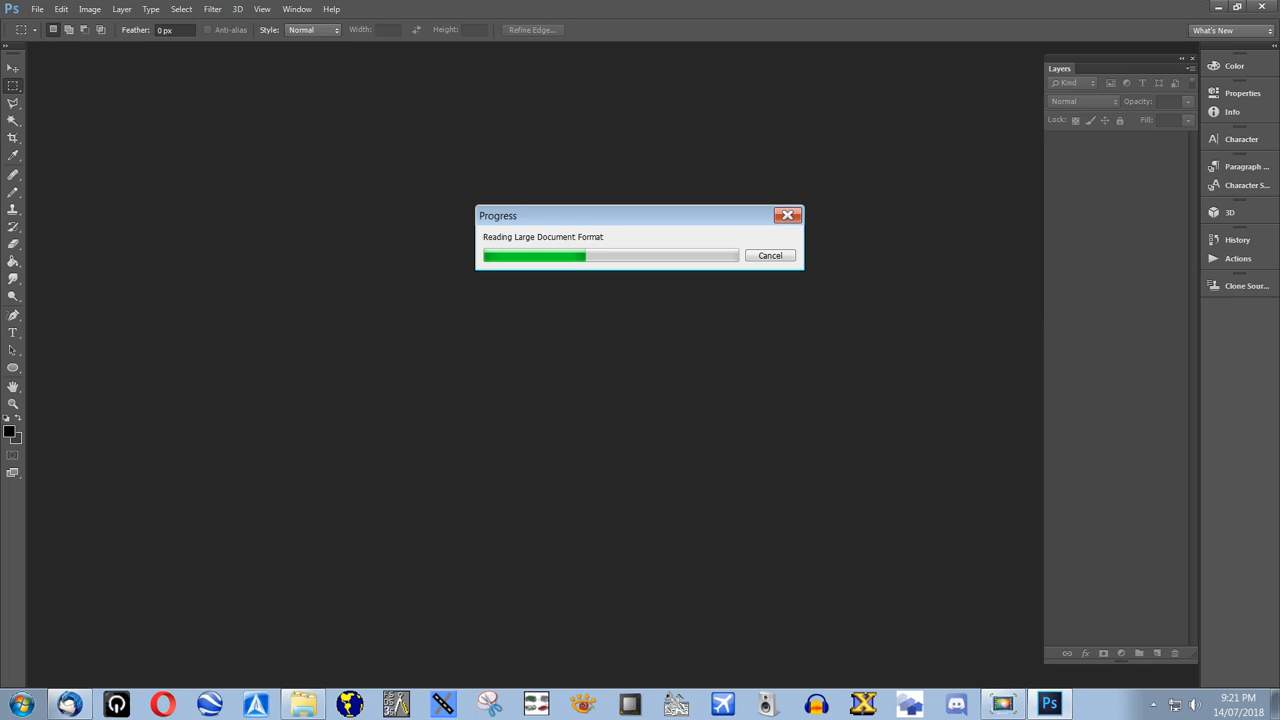 Ps File Edit Image Layer Type Select Filter 3D View Window Help
Feather: 0 px Anti-alias Style: Normal Width: Height: Refine Edge... What's New
Layers
Kind
Normal Opacity:
Lock: Fill:
Color
Properties
Info
Character
Paragraph ...
Character S...
3D
History
Actions
Clone Sour...
Progress
Reading Large Document Format
Cancel
T
Ps
9:21 PM
14/07/2018